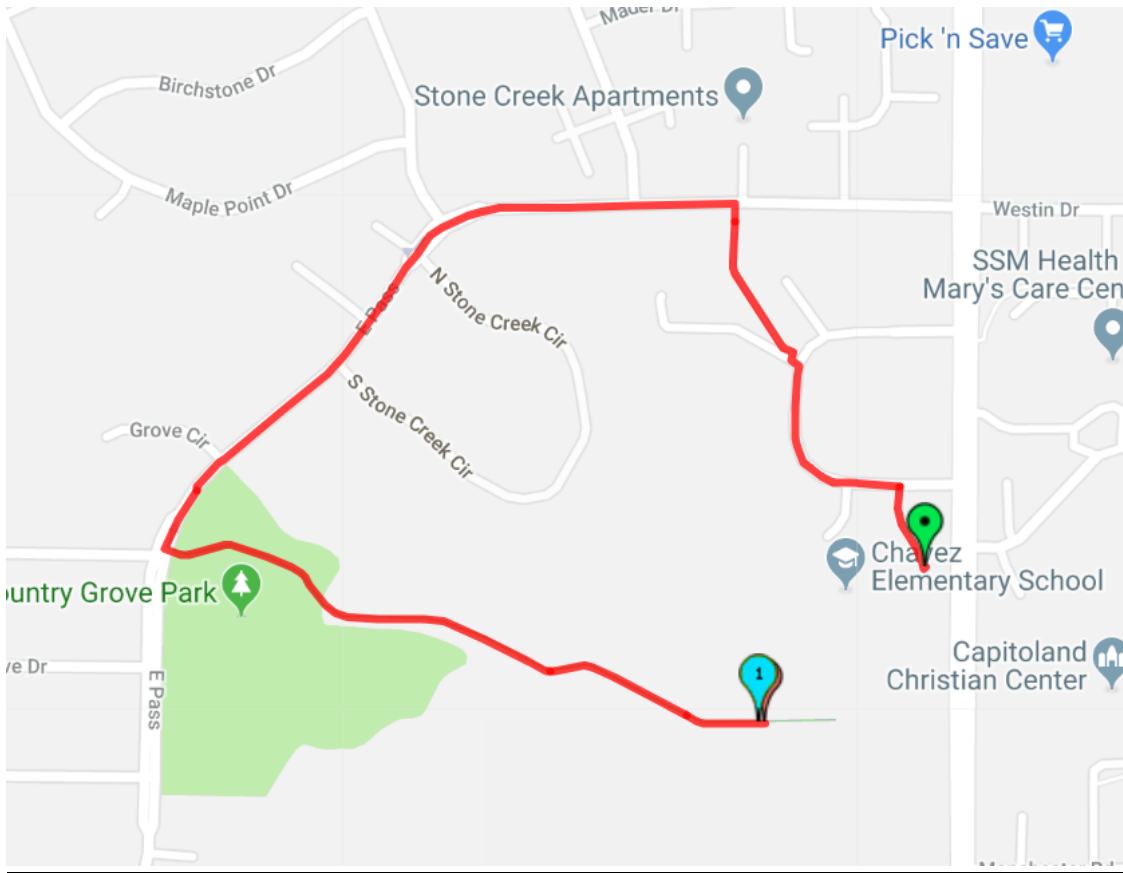 Mader Dr
Pick 'n Save
Birchstone Dr
Stone Creek Apartments
Maple Point Dr
Westin Dr
SSM Health
Mary's Care Cen
N Stone Creek Cir
E Pass
S Stone Creek Cir
Grove Cir
Chavez
Elementary School
ountry Grove Park
ve Dr
E Pass
1
Capitoland
Christian Center